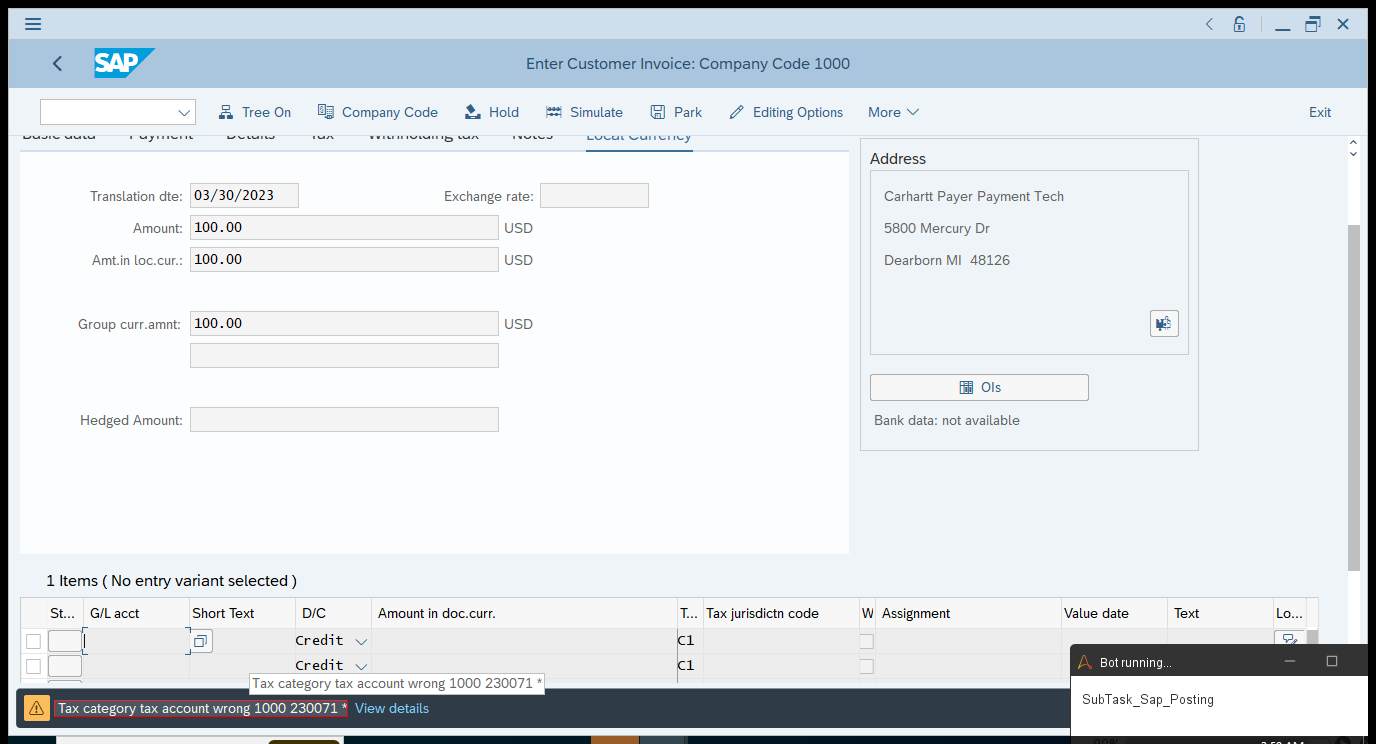 SAP
Enter Customer Invoice: Company Code 1000
Tree On
Company Code
Hold
Simulate
Park
Editing Options
More
Exit
Basic data
Payment
Details
Tax
Withholding tax
Notes
Local Currency
Translation dte: 03/30/2023
Exchange rate:
Amount: 100.00 USD
Amt.in loc.cur.: 100.00 USD
Group curr.amnt: 100.00 USD
Hedged Amount:
Address
Carhartt Payer Payment Tech
5800 Mercury Dr
Dearborn MI 48126
OIs
Bank data: not available
1 Items ( No entry variant selected )
St... G/L acct Short Text D/C Amount in doc.curr. T... Tax jurisdictn code W Assignment Value date Text Lo...
Credit C1
Credit C1
Tax category tax account wrong 1000 230071 *
Tax category tax account wrong 1000 230071 * View details
Bot running...
SubTask_Sap_Posting